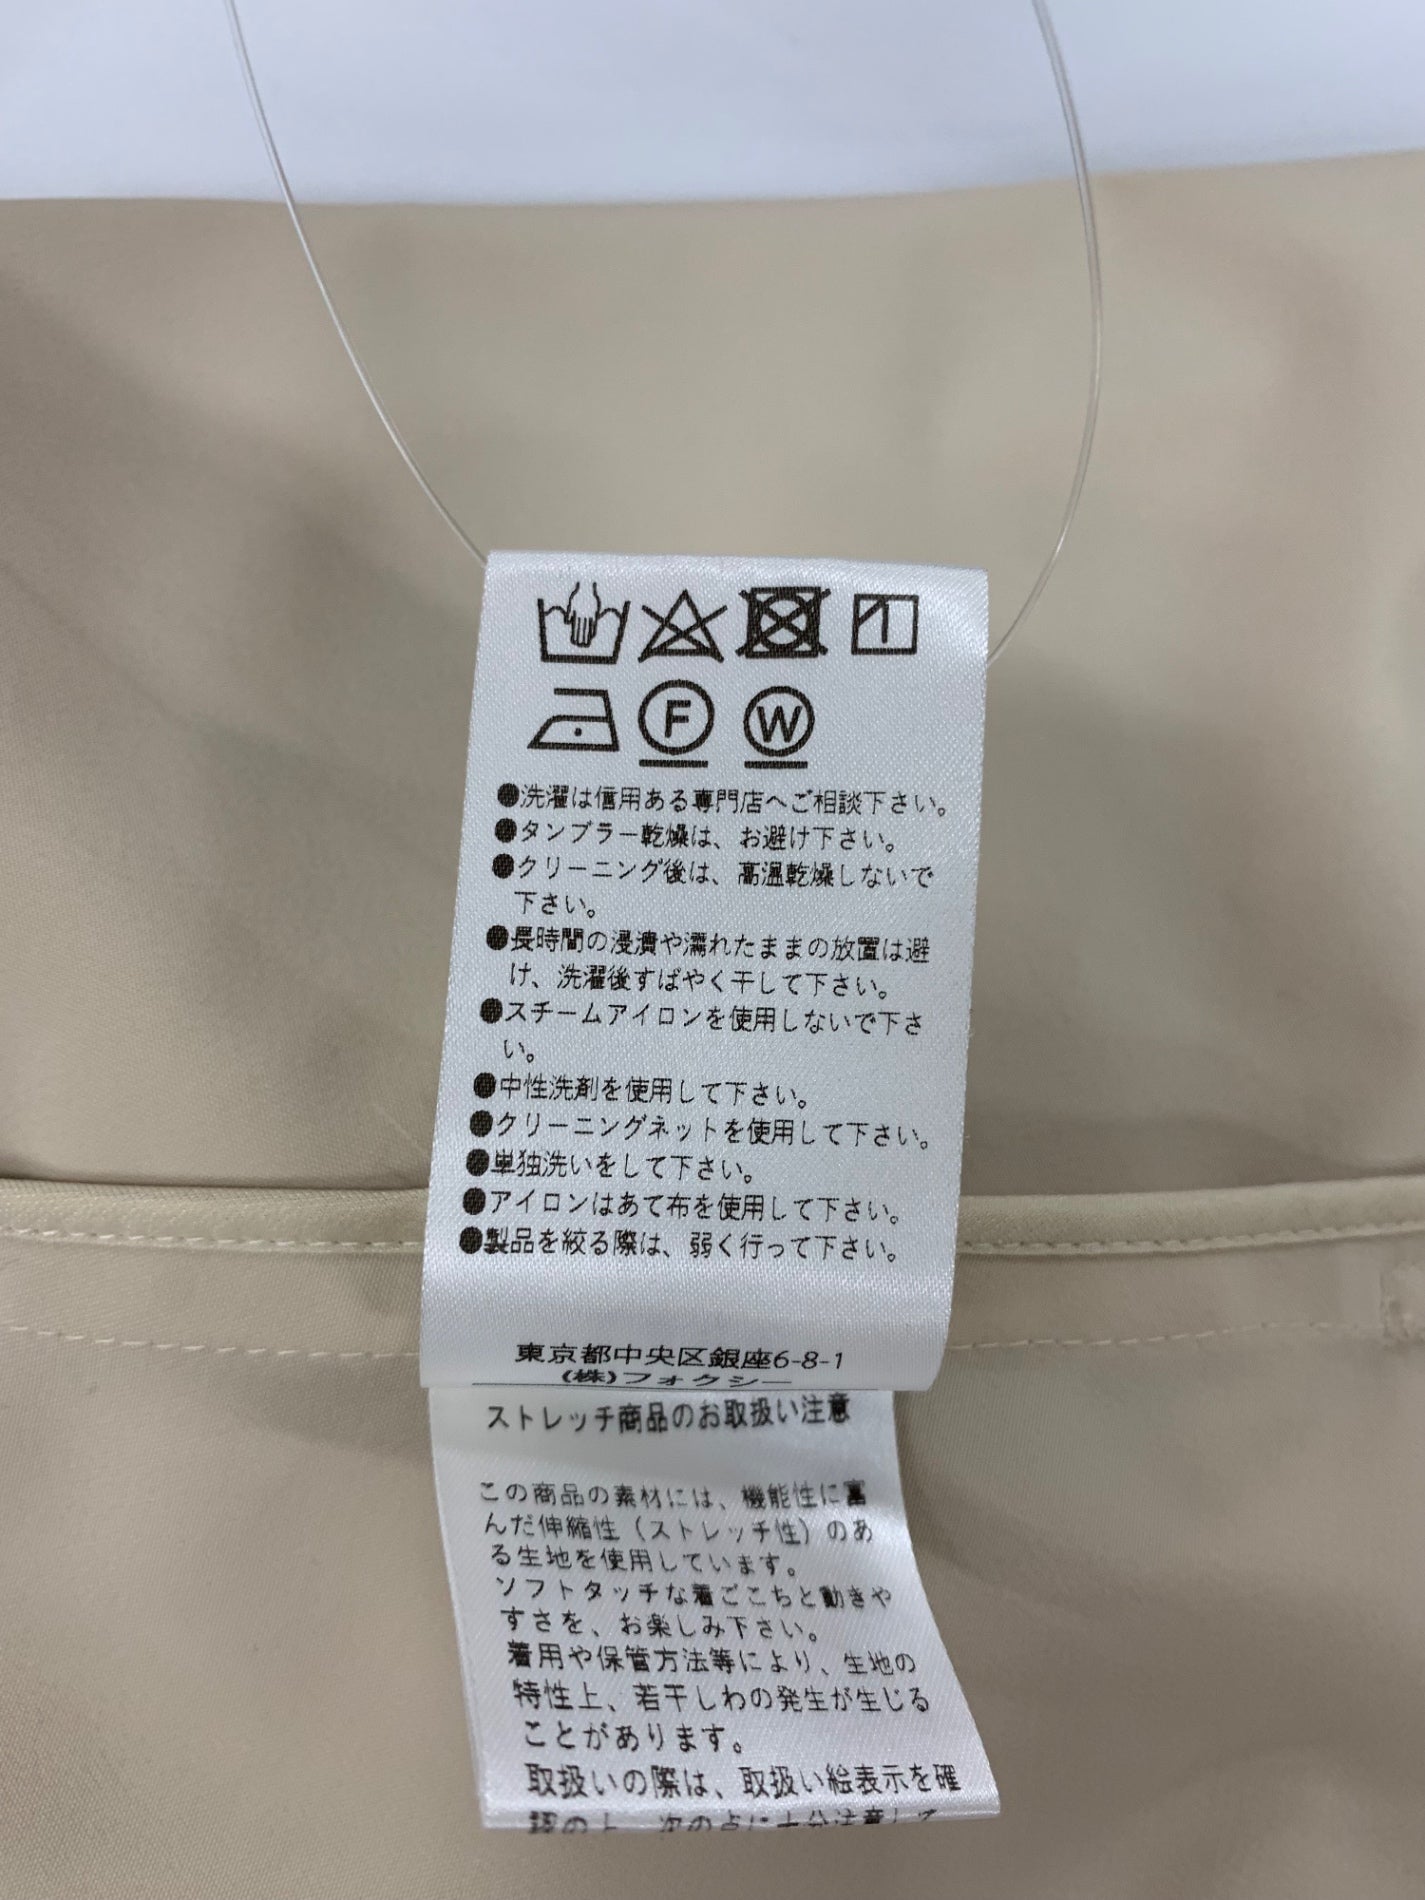 F W
●洗濯は信用ある専門店へご相談下さい。
●タンブラー乾燥は、お避け下さい。
●クリーニング後は、高温乾燥しないで
下さい。
●長時間の浸漬や濡れたままの放置は避
け、洗濯後すばやく干して下さい。
●スチームアイロンを使用しないで下さ
い。
●中性洗剤を使用して下さい。
●クリーニングネットを使用して下さい。
●単独洗いをして下さい。
●アイロンはあて布を使用して下さい。
●製品を絞る際は、弱く行って下さい。
東京都中央区銀座6-8-1
(株)フォクシー
ストレッチ商品のお取扱い注意
この商品の素材には、機能性に富
んだ伸縮性(ストレッチ性)のあ
る生地を使用しています。
ソフトタッチな着ごこちと動きや
すさを、お楽しみ下さい。
着用や保管方法等により、生地の
特性上、若干しわの発生が生じる
ことがあります。
取扱いの際は、取扱い絵表示を確
認の上、次の点に十分注意して